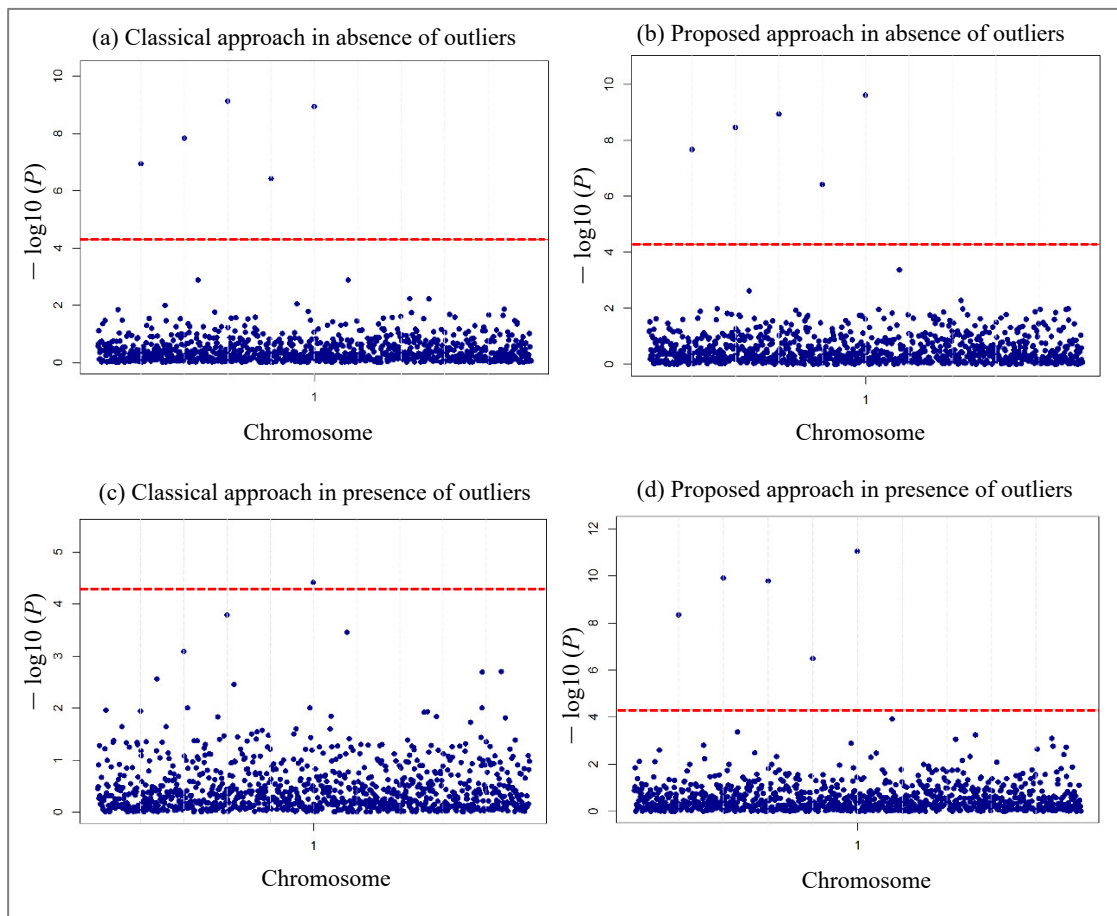 (a) Classical approach in absence of outliers
10
8
6
4
2
0
— log10 (P)
1
Chromosome
(b) Proposed approach in absence of outliers
10
8
6
4
2
0
— log10 (P)
1
Chromosome
(c) Classical approach in presence of outliers
5
4
3
2
1
0
— log10 (P)
1
Chromosome
(d) Proposed approach in presence of outliers
12
10
8
6
4
2
0
— log10 (P)
1
Chromosome